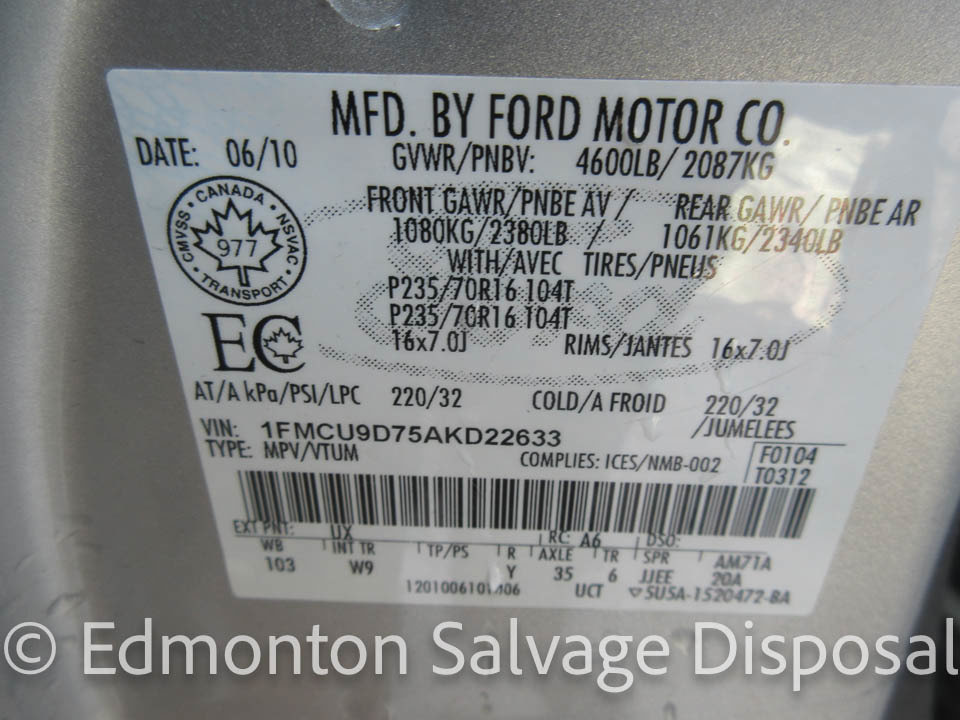 MFD. BY FORD MOTOR CO.
DATE: 06/10 GVWR/PNBV: 4600LB/ 2087KG
CMVSS · CANADA · NSVAC · TRANSPORT ·
977
FRONT GAWR/PNBE AV / REAR GAWR/ PNBE AR
1080KG/2380LB / 1061KG/2340LB
WITH/AVEC TIRES/PNEUS
P235/70R16 104T
P235/70R16 104T
EC
16x7.0J RIMS/JANTES 16x7.0J
AT/A kPa/PSI/LPC 220/32 COLD/A FROID 220/32
VIN: 1FMCU9D75AKD22633 /JUMELEES
TYPE: MPV/VTUM COMPLIES: ICES/NMB-002 F0104
T0312
EXT PNT: UX RC: A6 DSO:
WB INT TR TP/PS R AXLE TR SPR AM71A
103 W9 Y 35 6 JJEE 20A
UCT 5U5A-1520472-BA
© Edmonton Salvage Disposal